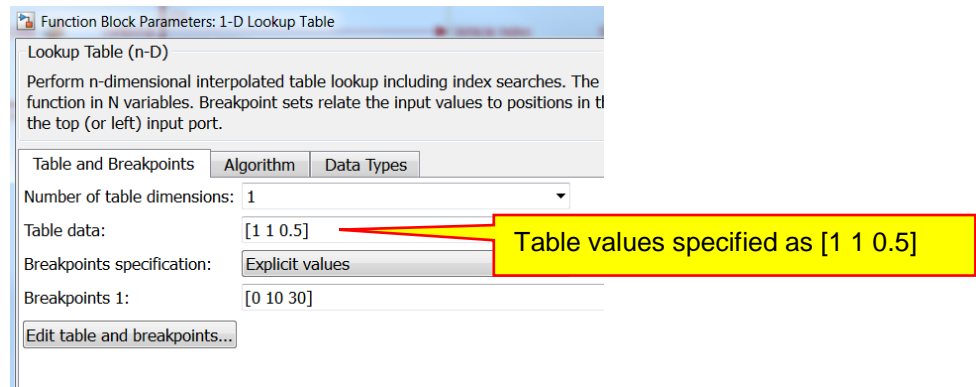 Function Block Parameters: 1-D Lookup Table
Lookup Table (n-D)
Perform n-dimensional interpolated table lookup including index searches. The
function in N variables. Breakpoint sets relate the input values to positions in
the top (or left) input port.
Table and Breakpoints Algorithm Data Types
Number of table dimensions: 1
Table data: [1 1 0.5]
Table values specified as [1 1 0.5]
Breakpoints specification: Explicit values
Breakpoints 1: [0 10 30]
Edit table and breakpoints...